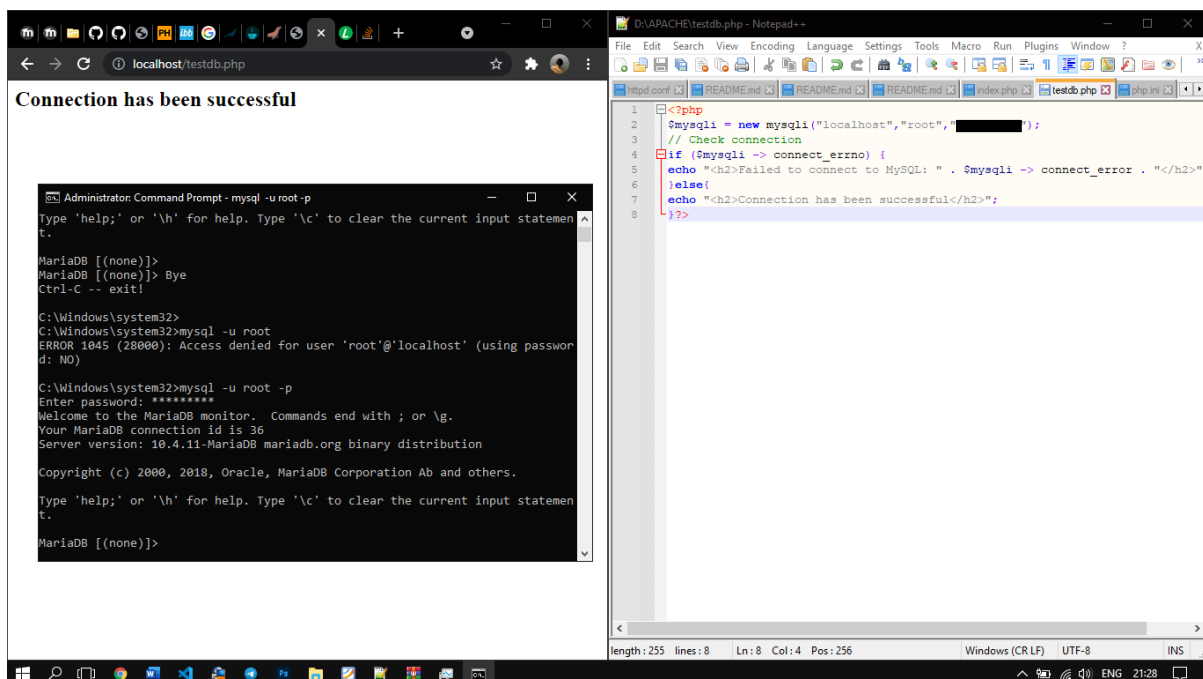 localhost/testdb.php
Connection has been successful
Administrator: Command Prompt - mysql -u root -p
Type 'help;' or '\h' for help. Type '\c' to clear the current input statemen
t.
MariaDB [(none)]>
MariaDB [(none)]> Bye
Ctrl-C -- exit!
C:\Windows\system32>
C:\Windows\system32>mysql -u root
ERROR 1045 (28000): Access denied for user 'root'@'localhost' (using passwor
d: NO)
C:\Windows\system32>mysql -u root -p
Enter password: *********
Welcome to the MariaDB monitor.  Commands end with ; or \g.
Your MariaDB connection id is 36
Server version: 10.4.11-MariaDB mariadb.org binary distribution
Copyright (c) 2000, 2018, Oracle, MariaDB Corporation Ab and others.
Type 'help;' or '\h' for help. Type '\c' to clear the current input statemen
t.
MariaDB [(none)]>
D:\APACHE\testdb.php - Notepad++
File Edit Search View Encoding Language Settings Tools Macro Run Plugins Window ? X
httpd.conf README.md README.md README.md index.php testdb.php php.ini
1 <?php
2 $mysqli = new mysqli("localhost","root","");
3 // Check connection
4 if ($mysqli -> connect_errno) {
5 echo "<h2>Failed to connect to MySQL: " . $mysqli -> connect_error . "</h2>"
6 }else{
7 echo "<h2>Connection has been successful</h2>";
8 }?>
length : 255 lines : 8 Ln : 8 Col : 4 Pos : 256 Windows (CR LF) UTF-8 INS
ENG 21:28